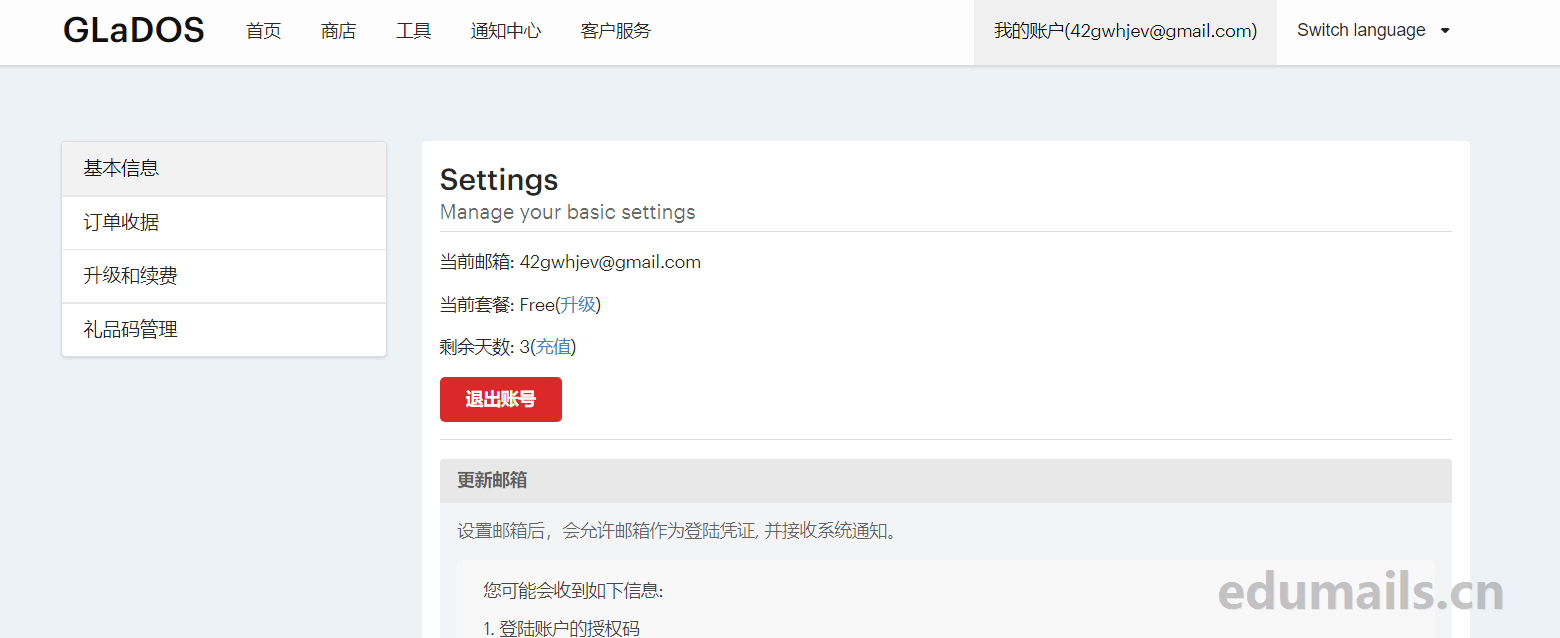 GLaDOS 首页 商店 工具 通知中心 客户服务 我的账户(42gwhjev@gmail.com) Switch language
基本信息
订单收据
升级和续费
礼品码管理
Settings
Manage your basic settings
当前邮箱: 42gwhjev@gmail.com
当前套餐: Free(升级)
剩余天数: 3(充值)
退出账号
更新邮箱
设置邮箱后，会允许邮箱作为登陆凭证, 并接收系统通知。
您可能会收到如下信息:
1. 登陆账户的授权码
edumails.cn